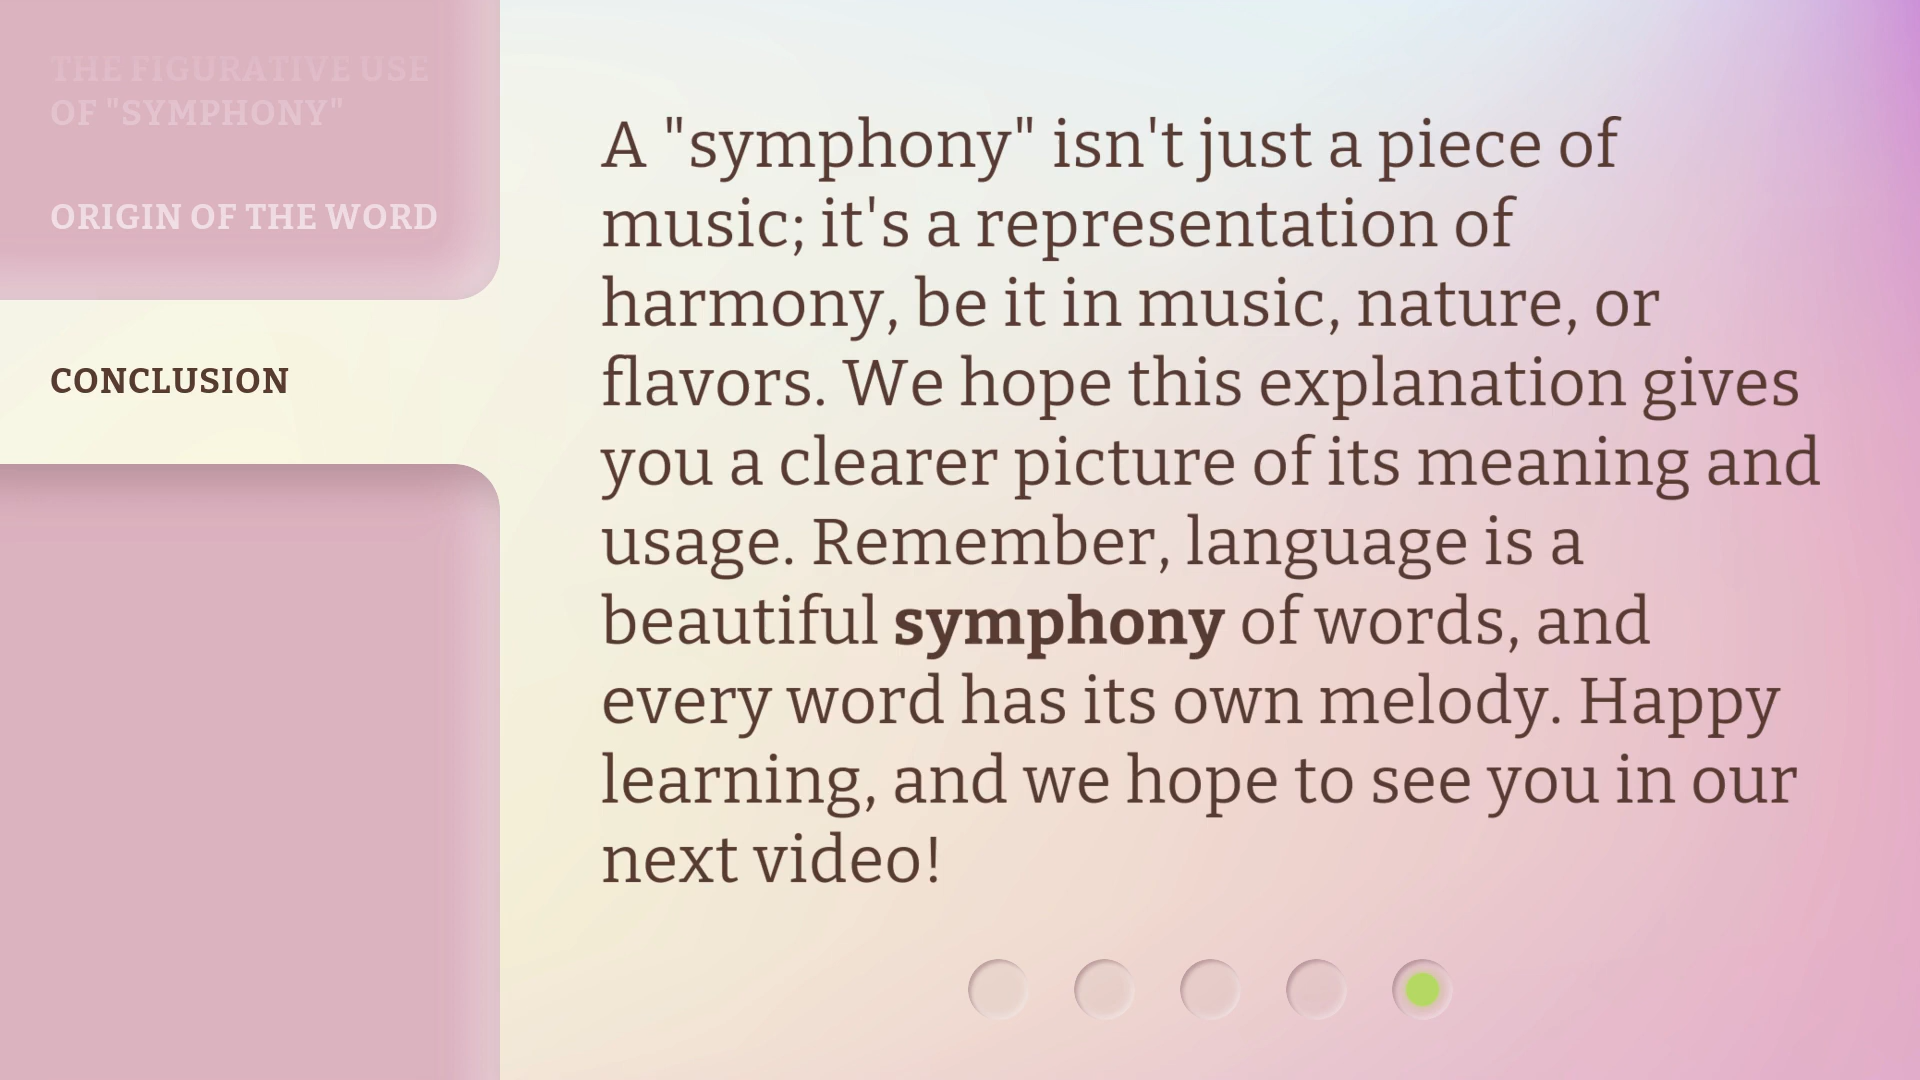 THE FIGURATIVE USE
OF "SYMPHONY"
ORIGIN OF THE WORD
CONCLUSION
A "symphony" isn't just a piece of
music; it's a representation of
harmony, be it in music, nature, or
flavors. We hope this explanation gives
you a clearer picture of its meaning and
usage. Remember, language is a
beautiful symphony of words, and
every word has its own melody. Happy
learning, and we hope to see you in our
next video!